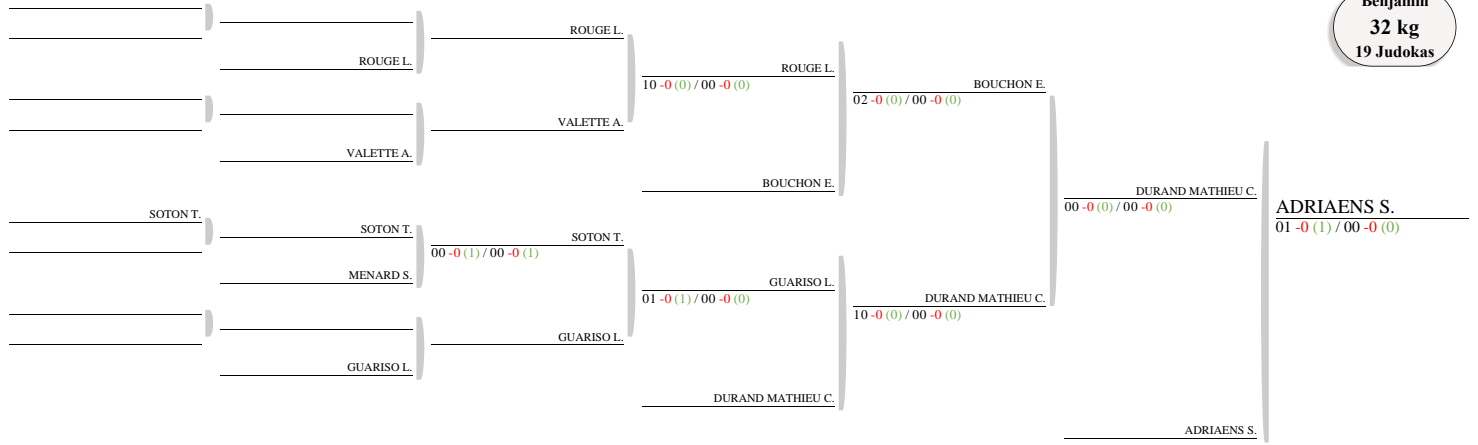 Benjamin
32 kg
19 Judokas
ROUGE L.
ROUGE L.
ROUGE L.
10 -0 (0) / 00 -0 (0)
BOUCHON E.
02 -0 (0) / 00 -0 (0)
VALETTE A.
VALETTE A.
BOUCHON E.
DURAND MATHIEU C.
00 -0 (0) / 00 -0 (0)
ADRIAENS S.
01 -0 (1) / 00 -0 (0)
SOTON T.
SOTON T.
SOTON T.
00 -0 (1) / 00 -0 (1)
MENARD S.
GUARISO L.
01 -0 (1) / 00 -0 (0)
DURAND MATHIEU C.
10 -0 (0) / 00 -0 (0)
GUARISO L.
GUARISO L.
DURAND MATHIEU C.
ADRIAENS S.